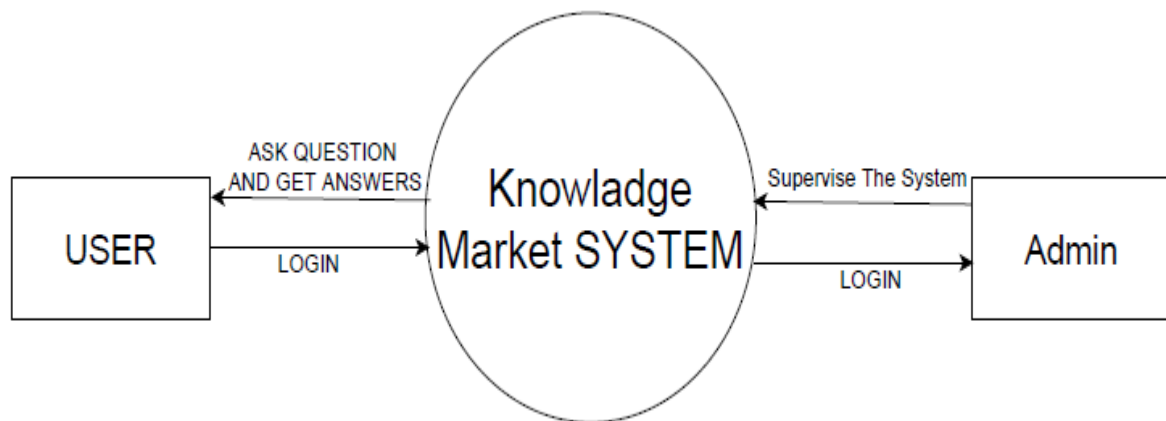 ASK QUESTION
AND GET ANSWERS
USER
LOGIN
Knowladge
Market SYSTEM
Supervise The System
LOGIN
Admin